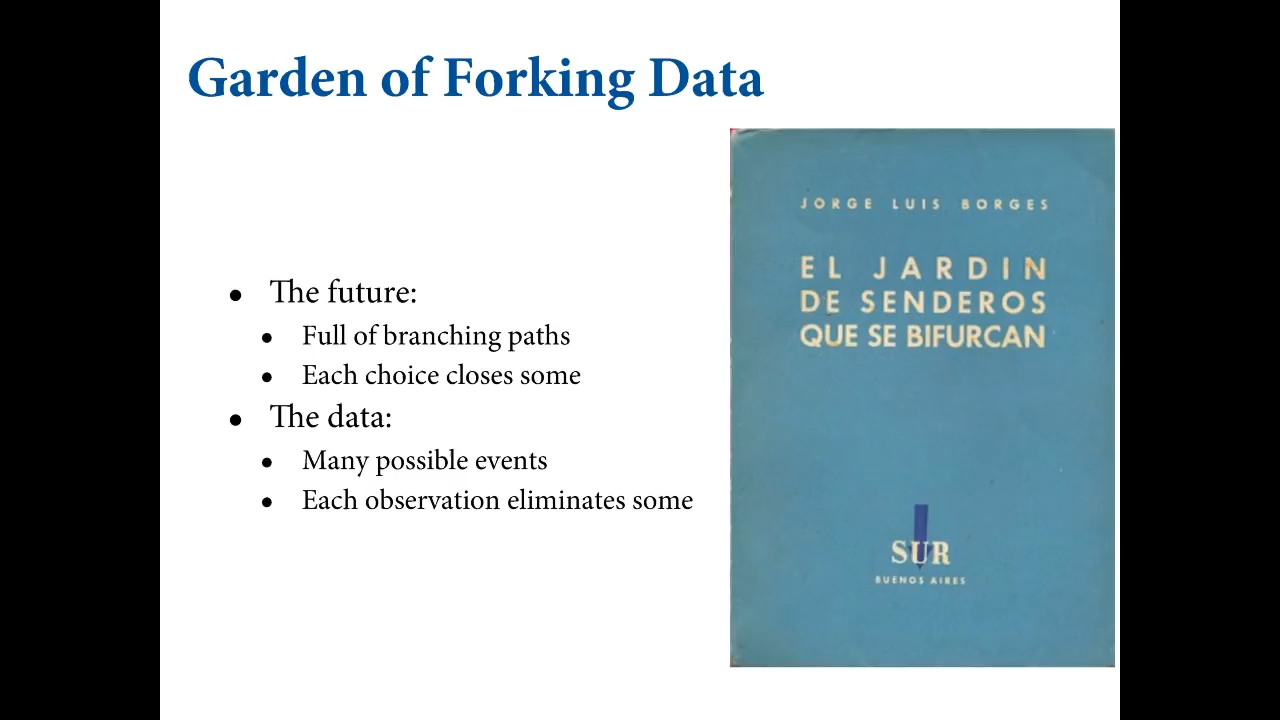 Garden of Forking Data
• The future:
• Full of branching paths
• Each choice closes some
• The data:
• Many possible events
• Each observation eliminates some
JORGE LUIS BORGES
EL JARDIN
DE SENDEROS
QUE SE BIFURCAN
SUR
BUENOS AIRES